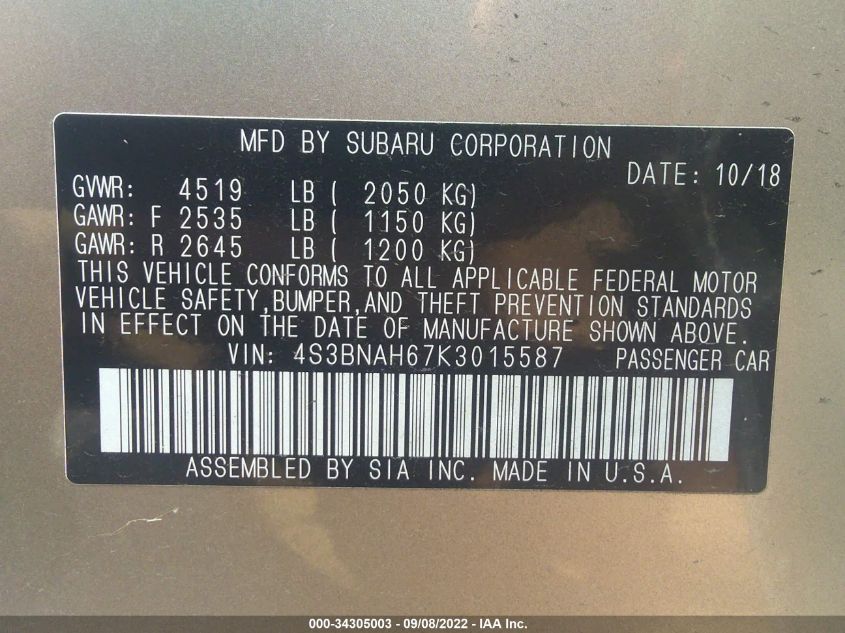 MFD BY SUBARU CORPORATION
DATE: 10/18
GVWR: 4519 LB ( 2050 KG)
GAWR: F 2535 LB ( 1150 KG)
GAWR: R 2645 LB ( 1200 KG)
THIS VEHICLE CONFORMS TO ALL APPLICABLE FEDERAL MOTOR
VEHICLE SAFETY,BUMPER,AND THEFT PREVENTION STANDARDS
IN EFFECT ON THE DATE OF MANUFACTURE SHOWN ABOVE.
VIN: 4S3BNAH67K3015587 PASSENGER CAR
ASSEMBLED BY SIA INC. MADE IN U.S.A.
000-34305003 - 09/08/2022 - IAA Inc.